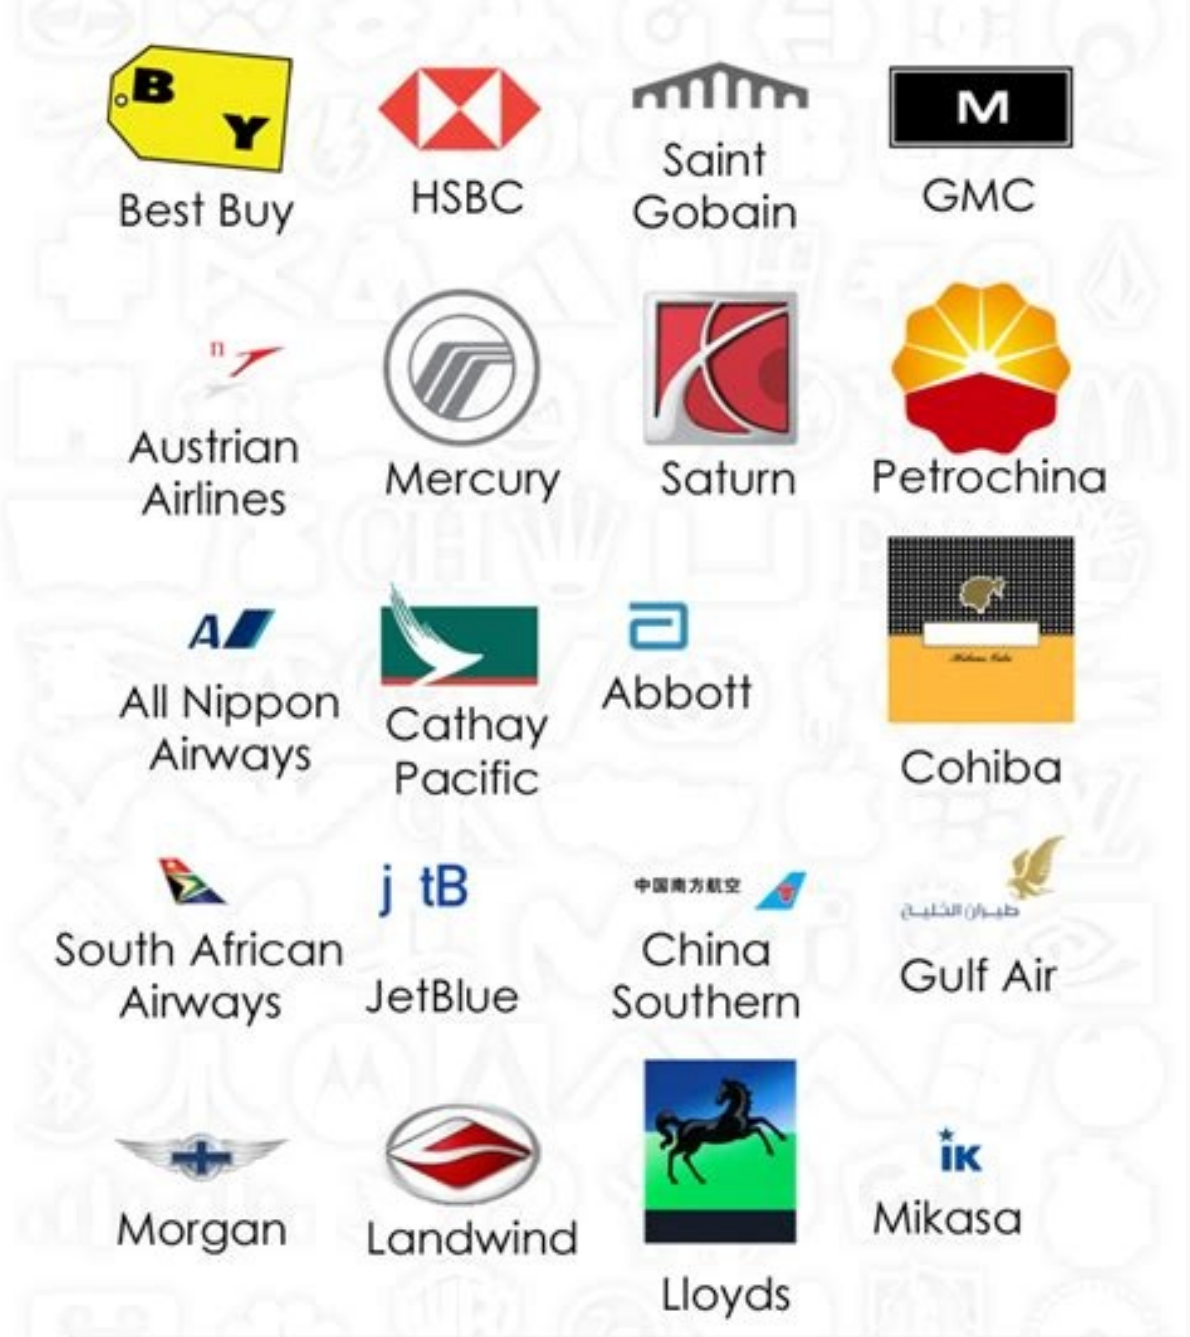 B
Y
Best Buy
HSBC
Saint
Gobain
M
GMC
Austrian
Airlines
Mercury
Saturn
Petrochina
A
All Nippon
Airways
Cathay
Pacific
Abbott
Cohiba
South African
Airways
j tB
JetBlue
中国南方航空
China
Southern
طيران الخليج
Gulf Air
Morgan
Landwind
Lloyds
iK
Mikasa